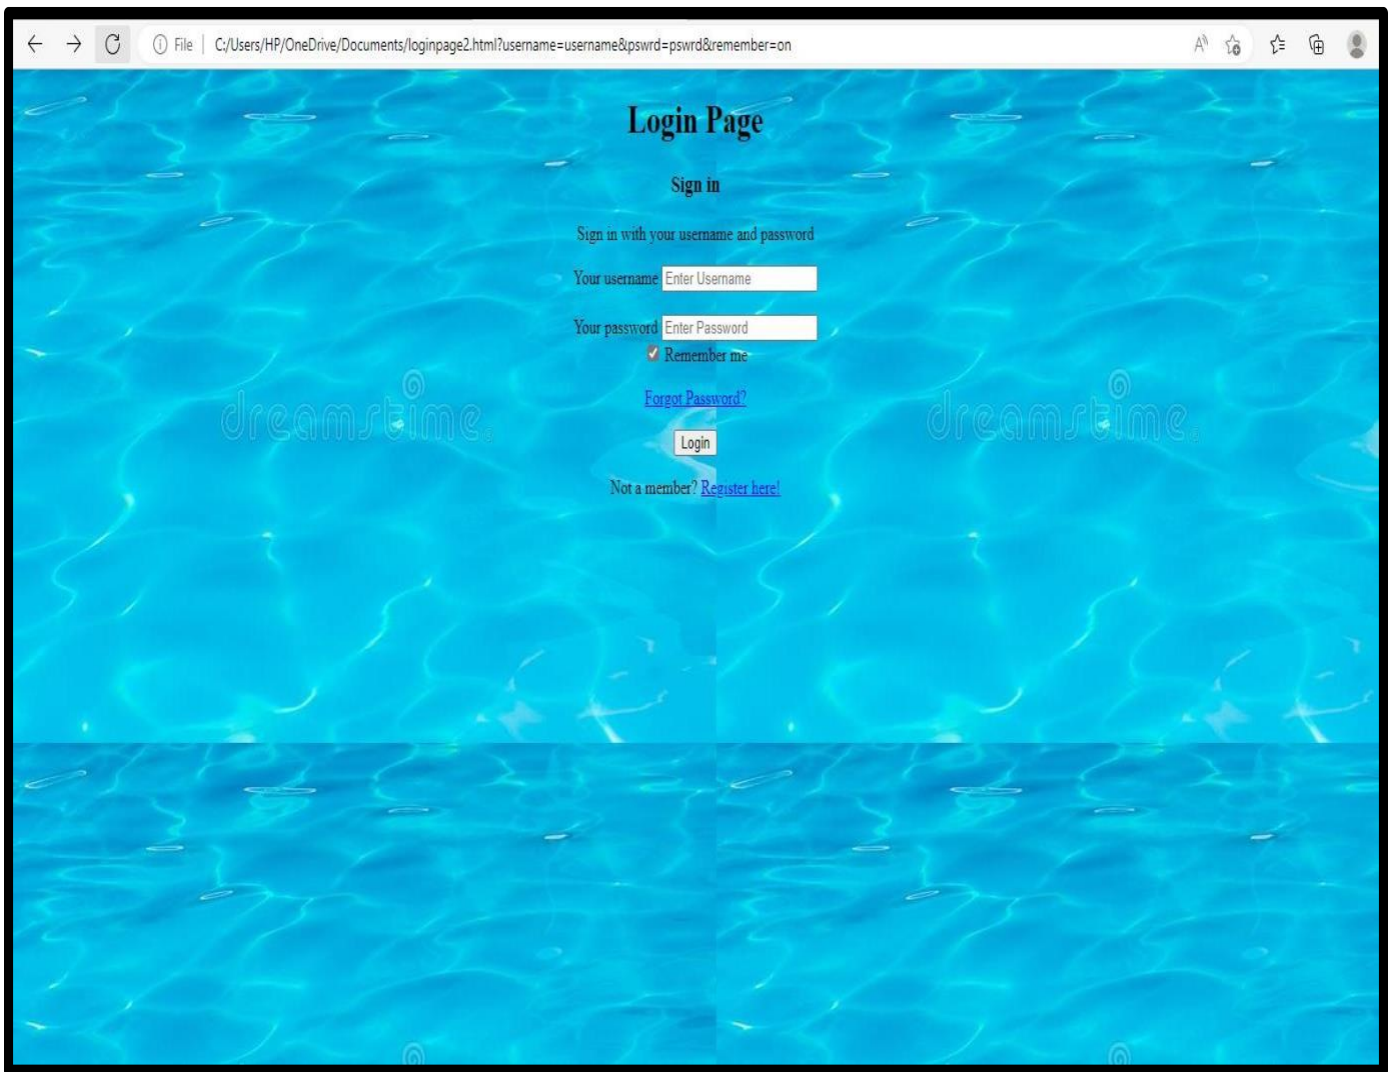 File C:/Users/HP/OneDrive/Documents/loginpage2.html?username=username&pswrd=pswrd&remember=on A
Login Page
Sign in
Sign in with your username and password
Your username Enter Username
Your password Enter Password
Remember me
Forgot Password?
dreamstime dreamstime
Login
Not a member? Register here!